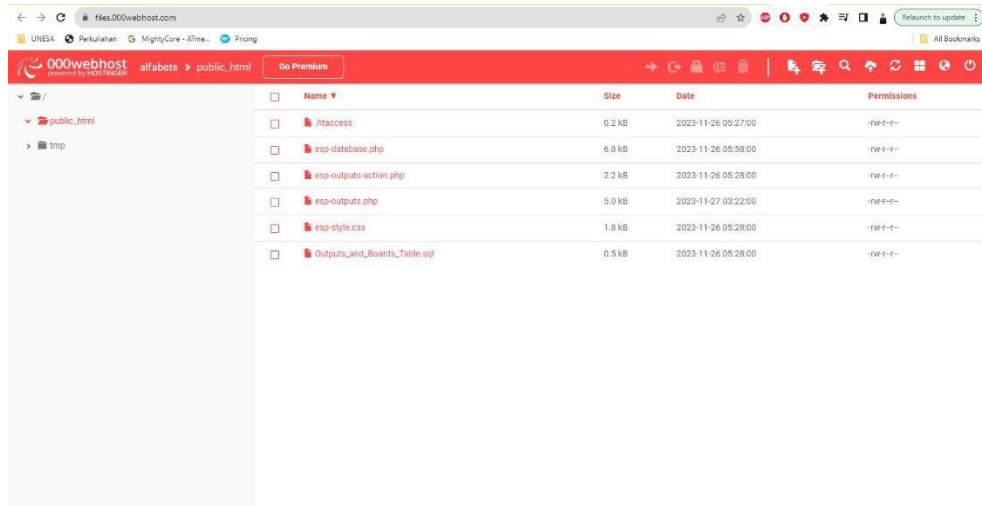 files.000webhost.com
Relaunch to update
UNESA Perkuliahan MightyCore - ATme... Pricing
All Bookmarks
000webhost
powered by HOSTINGER
alfabets > public_html
Go Premium
/
public_html
tmp
Name ▼ Size Date Permissions
.htaccess 0.2 kB 2023-11-26 05:27:00 -rw-r--r--
esp-database.php 6.8 kB 2023-11-26 05:58:00 -rw-r--r--
esp-outputs-action.php 2.2 kB 2023-11-26 05:28:00 -rw-r--r--
esp-outputs.php 5.0 kB 2023-11-27 03:22:00 -rw-r--r--
esp-style.css 1.8 kB 2023-11-26 05:28:00 -rw-r--r--
Outputs_and_Boards_Table.sql 0.5 kB 2023-11-26 05:28:00 -rw-r--r--